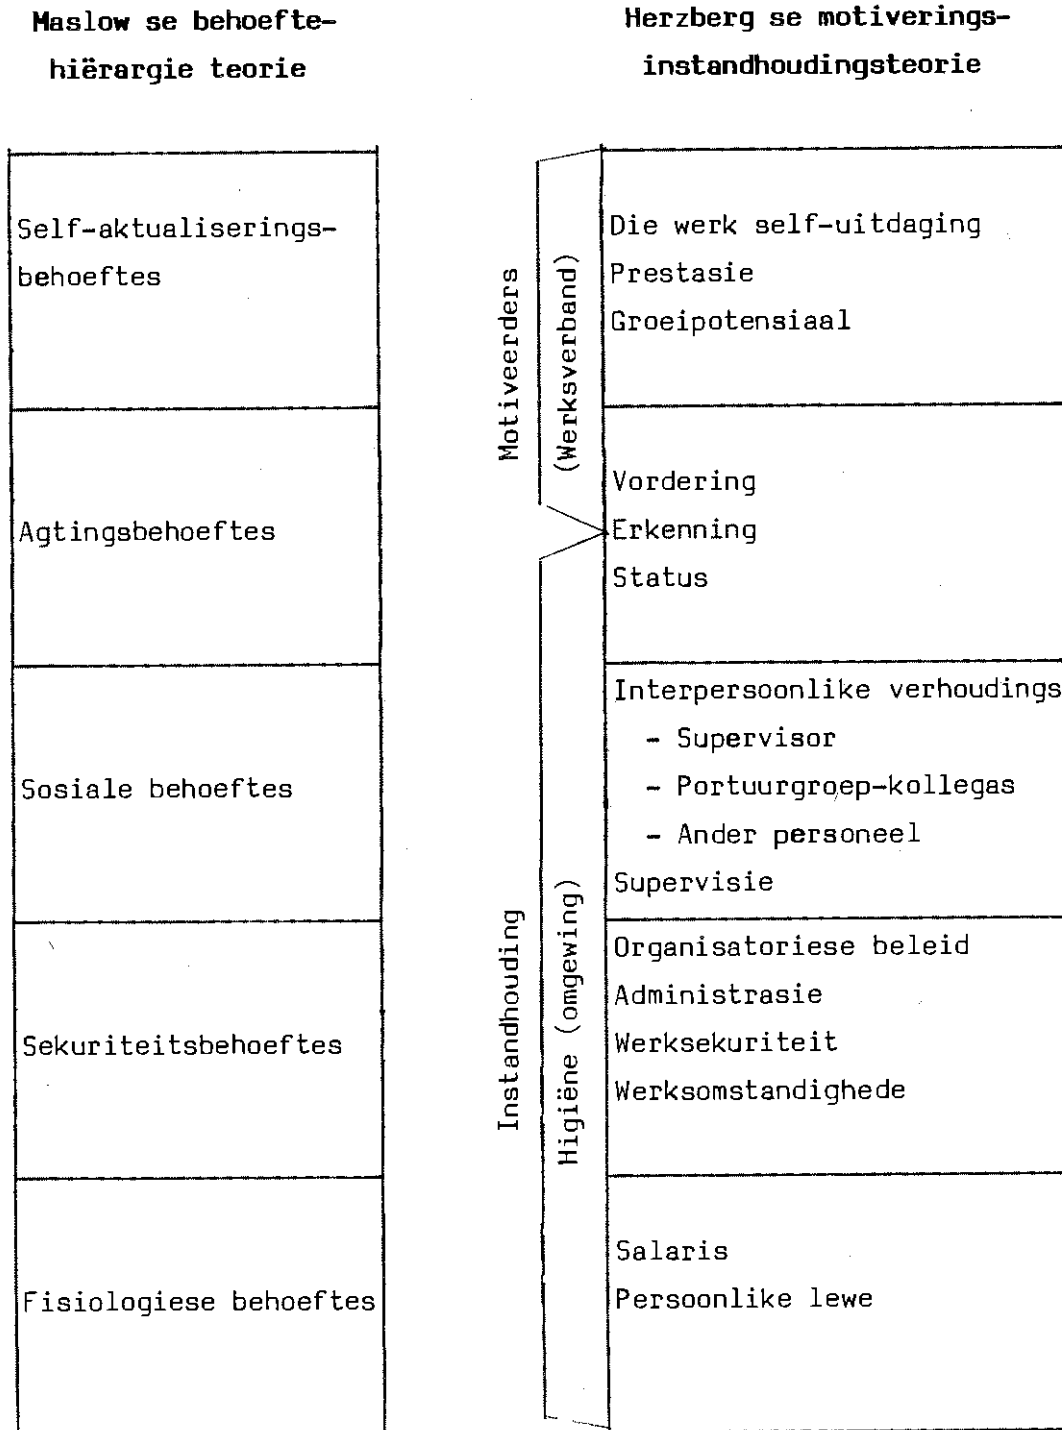 Maslow se behoefte-
hiërargie teorie
Herzberg se motiverings-
instandhoudingsteorie
Self-aktualiserings-
behoeftes
Agtingsbehoeftes
Sosiale behoeftes
Sekuriteitsbehoeftes
Fisiologiese behoeftes
Motiveerders
(Werksverband)
Instandhouding
Higiëne (omgewing)
Die werk self-uitdaging
Prestasie
Groeipotensiaal
Vordering
Erkenning
Status
Interpersoonlike verhoudings
- Supervisor
- Portuurgroep-kollegas
- Ander personeel
Supervisie
Organisatoriese beleid
Administrasie
Werksekuriteit
Werksomstandighede
Salaris
Persoonlike lewe